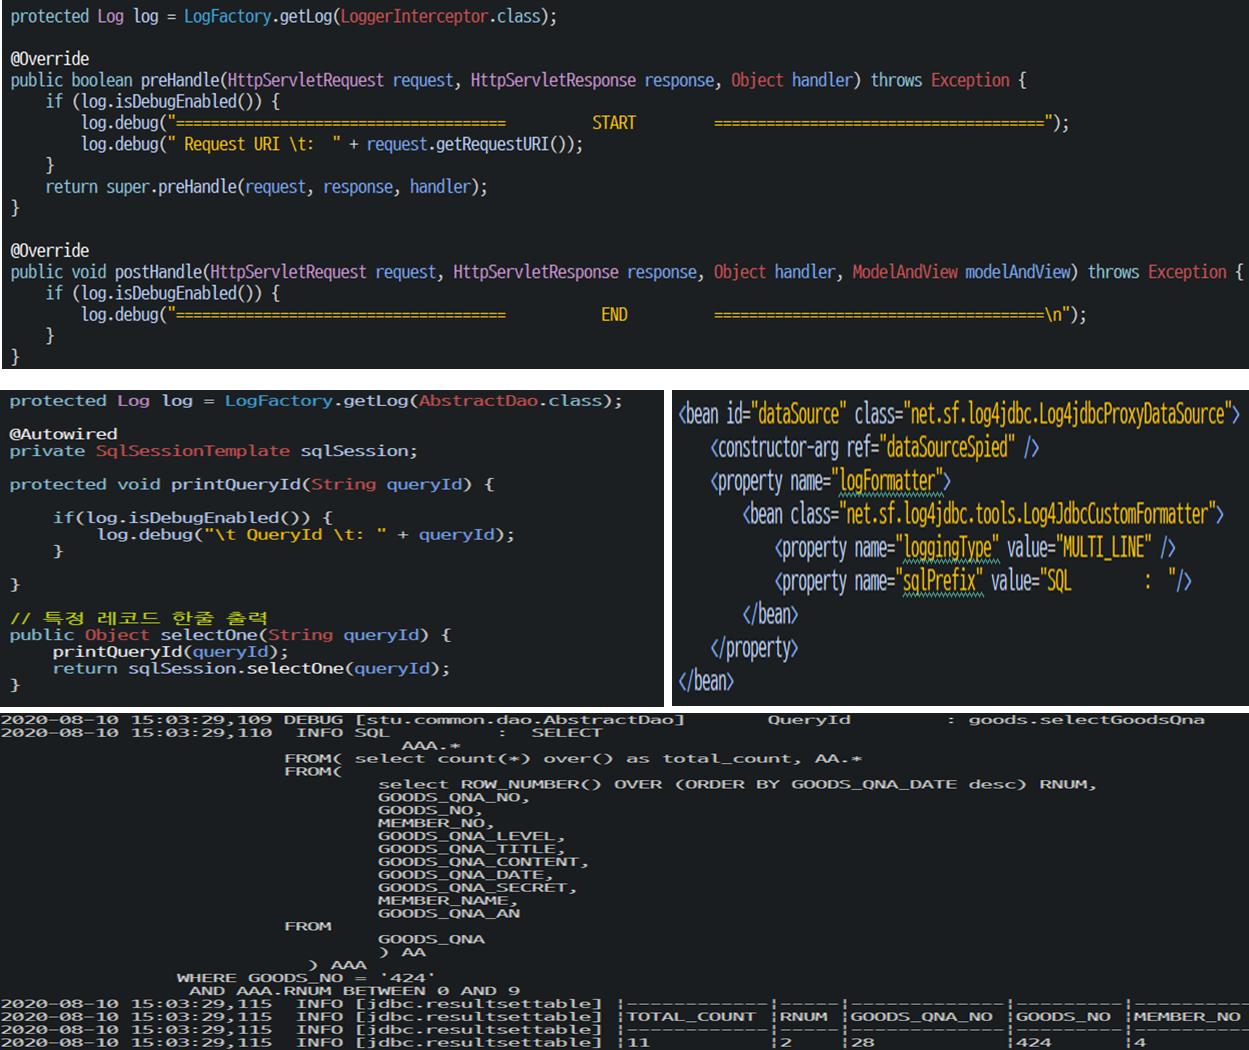 protected Log log = LogFactory.getLog(LoggerInterceptor.class);
@Override
public boolean preHandle(HttpServletRequest request, HttpServletResponse response, Object handler) throws Exception {
if (log.isDebugEnabled()) {
log.debug("====================================== START ======================================");
log.debug(" Request URI \t: " + request.getRequestURI());
}
return super.preHandle(request, response, handler);
}
@Override
public void postHandle(HttpServletRequest request, HttpServletResponse response, Object handler, ModelAndView modelAndView) throws Exception {
if (log.isDebugEnabled()) {
log.debug("====================================== END ======================================\n");
}
}
protected Log log = LogFactory.getLog(AbstractDao.class);
@Autowired
private SqlSessionTemplate sqlSession;
protected void printQueryId(String queryId) {
if(log.isDebugEnabled()) {
log.debug("\t QueryId \t: " + queryId);
}
}
// 특정 레코드 한줄 출력
public Object selectOne(String queryId) {
printQueryId(queryId);
return sqlSession.selectOne(queryId);
}
<bean id="dataSource" class="net.sf.log4jdbc.Log4jdbcProxyDataSource">
<constructor-arg ref="dataSourceSpied" />
<property name="logFormatter">
<bean class="net.sf.log4jdbc.tools.Log4JdbcCustomFormatter">
<property name="loggingType" value="MULTI_LINE" />
<property name="sqlPrefix" value="SQL : "/>
</bean>
</property>
</bean>
2020-08-10 15:03:29,109 DEBUG [stu.common.dao.AbstractDao] QueryId : goods.selectGoodsQna
2020-08-10 15:03:29,110 INFO SQL : SELECT
AAA.*
FROM( select count(*) over() as total_count, AA.*
FROM(
select ROW_NUMBER() OVER (ORDER BY GOODS_QNA_DATE desc) RNUM,
GOODS_QNA_NO,
GOODS_NO,
MEMBER_NO,
GOODS_QNA_LEVEL,
GOODS_QNA_TITLE,
GOODS_QNA_CONTENT,
GOODS_QNA_DATE,
GOODS_QNA_SECRET,
MEMBER_NAME,
GOODS_QNA_AN
FROM
GOODS_QNA
) AA
) AAA
WHERE GOODS_NO = '424'
AND AAA.RNUM BETWEEN 0 AND 9
2020-08-10 15:03:29,115 INFO [jdbc.resultsettable] |------------|-----|-------------|---------|----------
2020-08-10 15:03:29,115 INFO [jdbc.resultsettable] |TOTAL_COUNT |RNUM |GOODS_QNA_NO |GOODS_NO |MEMBER_NO
2020-08-10 15:03:29,115 INFO [jdbc.resultsettable] |------------|-----|-------------|---------|----------
2020-08-10 15:03:29,115 INFO [jdbc.resultsettable] |11 |2 |28 |424 |4